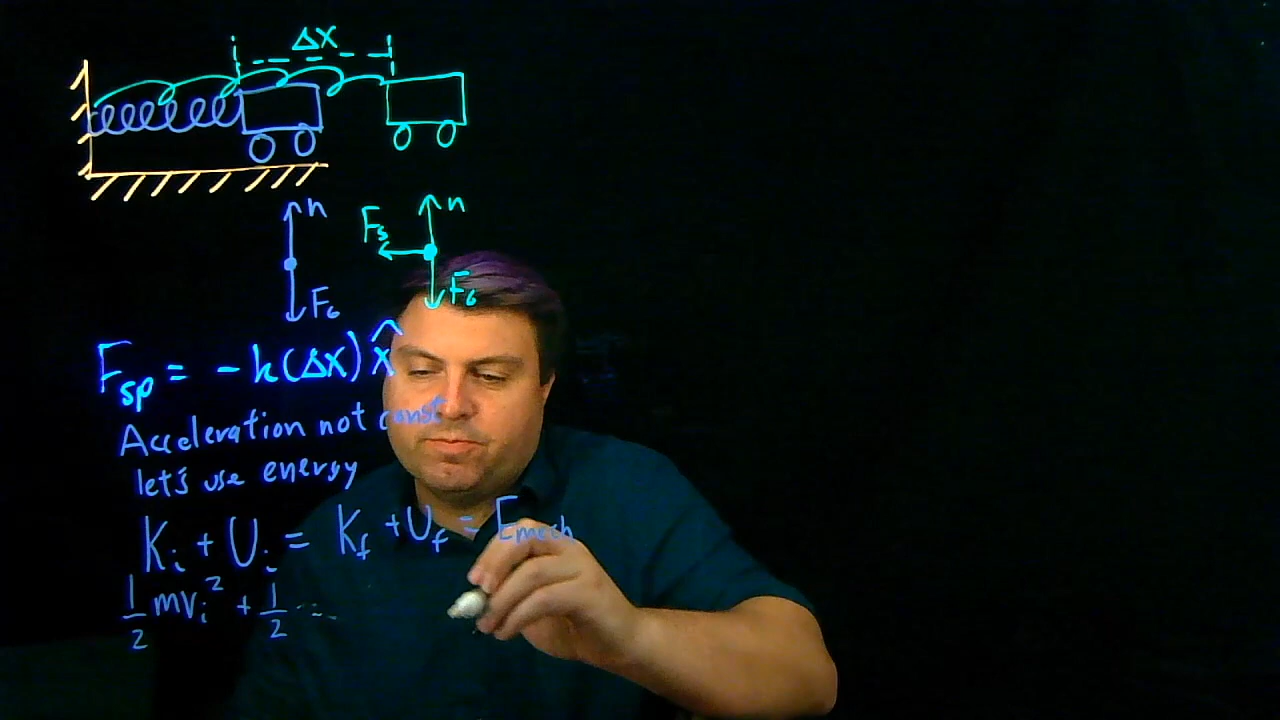 ΔX
n
n
Fs
FG
FG
Fsp = -k(ΔX) x̂
Acceleration not const
let's use energy
Ki + Ui = Kf + Uf = Emech
1/2 mvi² + 1/2